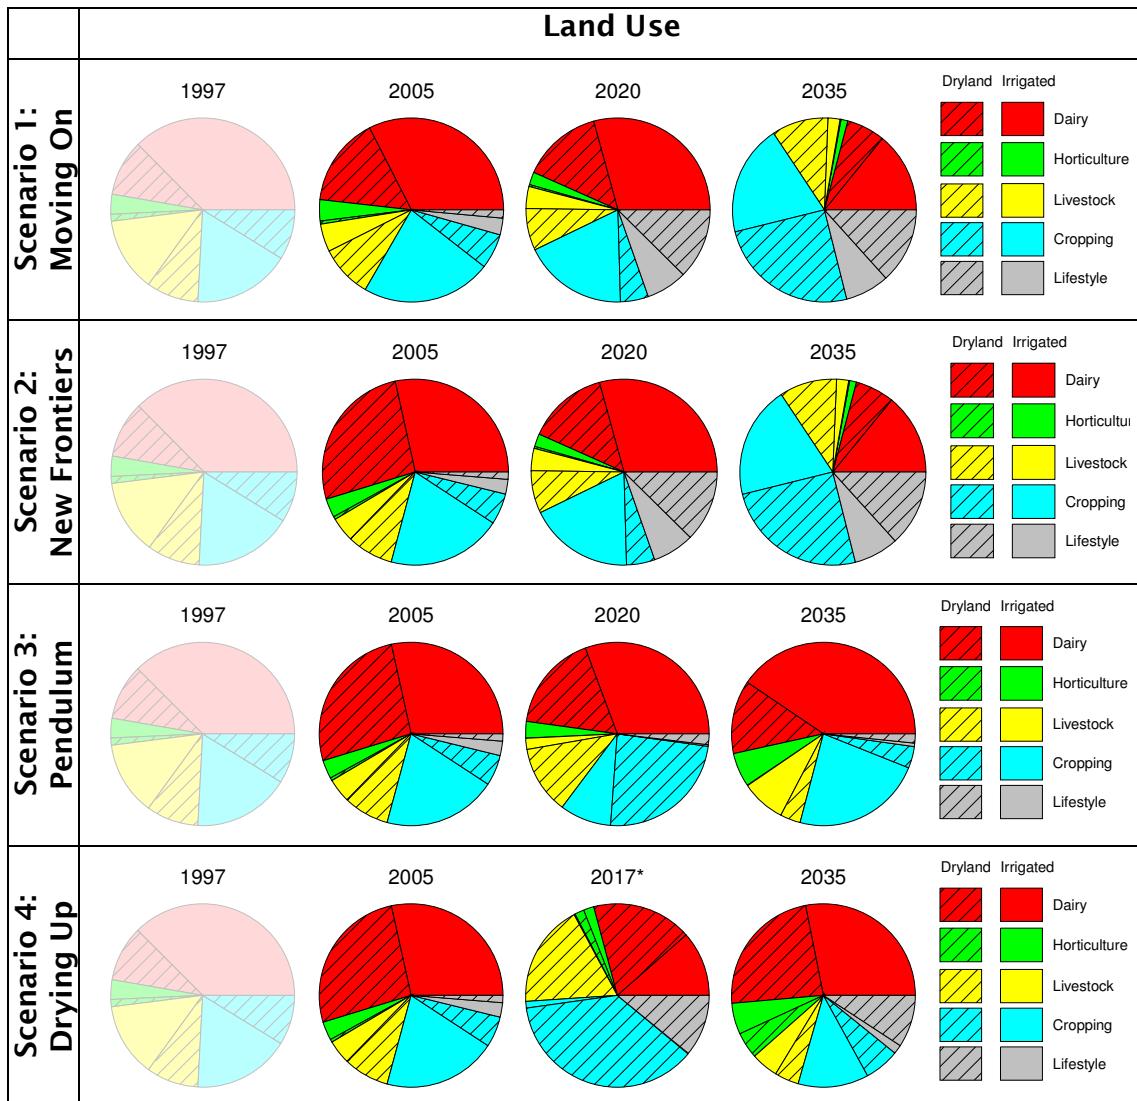 Land Use
Scenario 1:
Moving On
1997
2005
2020
2035
Dryland Irrigated
Dairy
Horticulture
Livestock
Cropping
Lifestyle
Scenario 2:
New Frontiers
1997
2005
2020
2035
Dryland Irrigated
Dairy
Horticultu
Livestock
Cropping
Lifestyle
Scenario 3:
Pendulum
1997
2005
2020
2035
Dryland Irrigated
Dairy
Horticulture
Livestock
Cropping
Lifestyle
Scenario 4:
Drying Up
1997
2005
2017*
2035
Dryland Irrigated
Dairy
Horticulture
Livestock
Cropping
Lifestyle